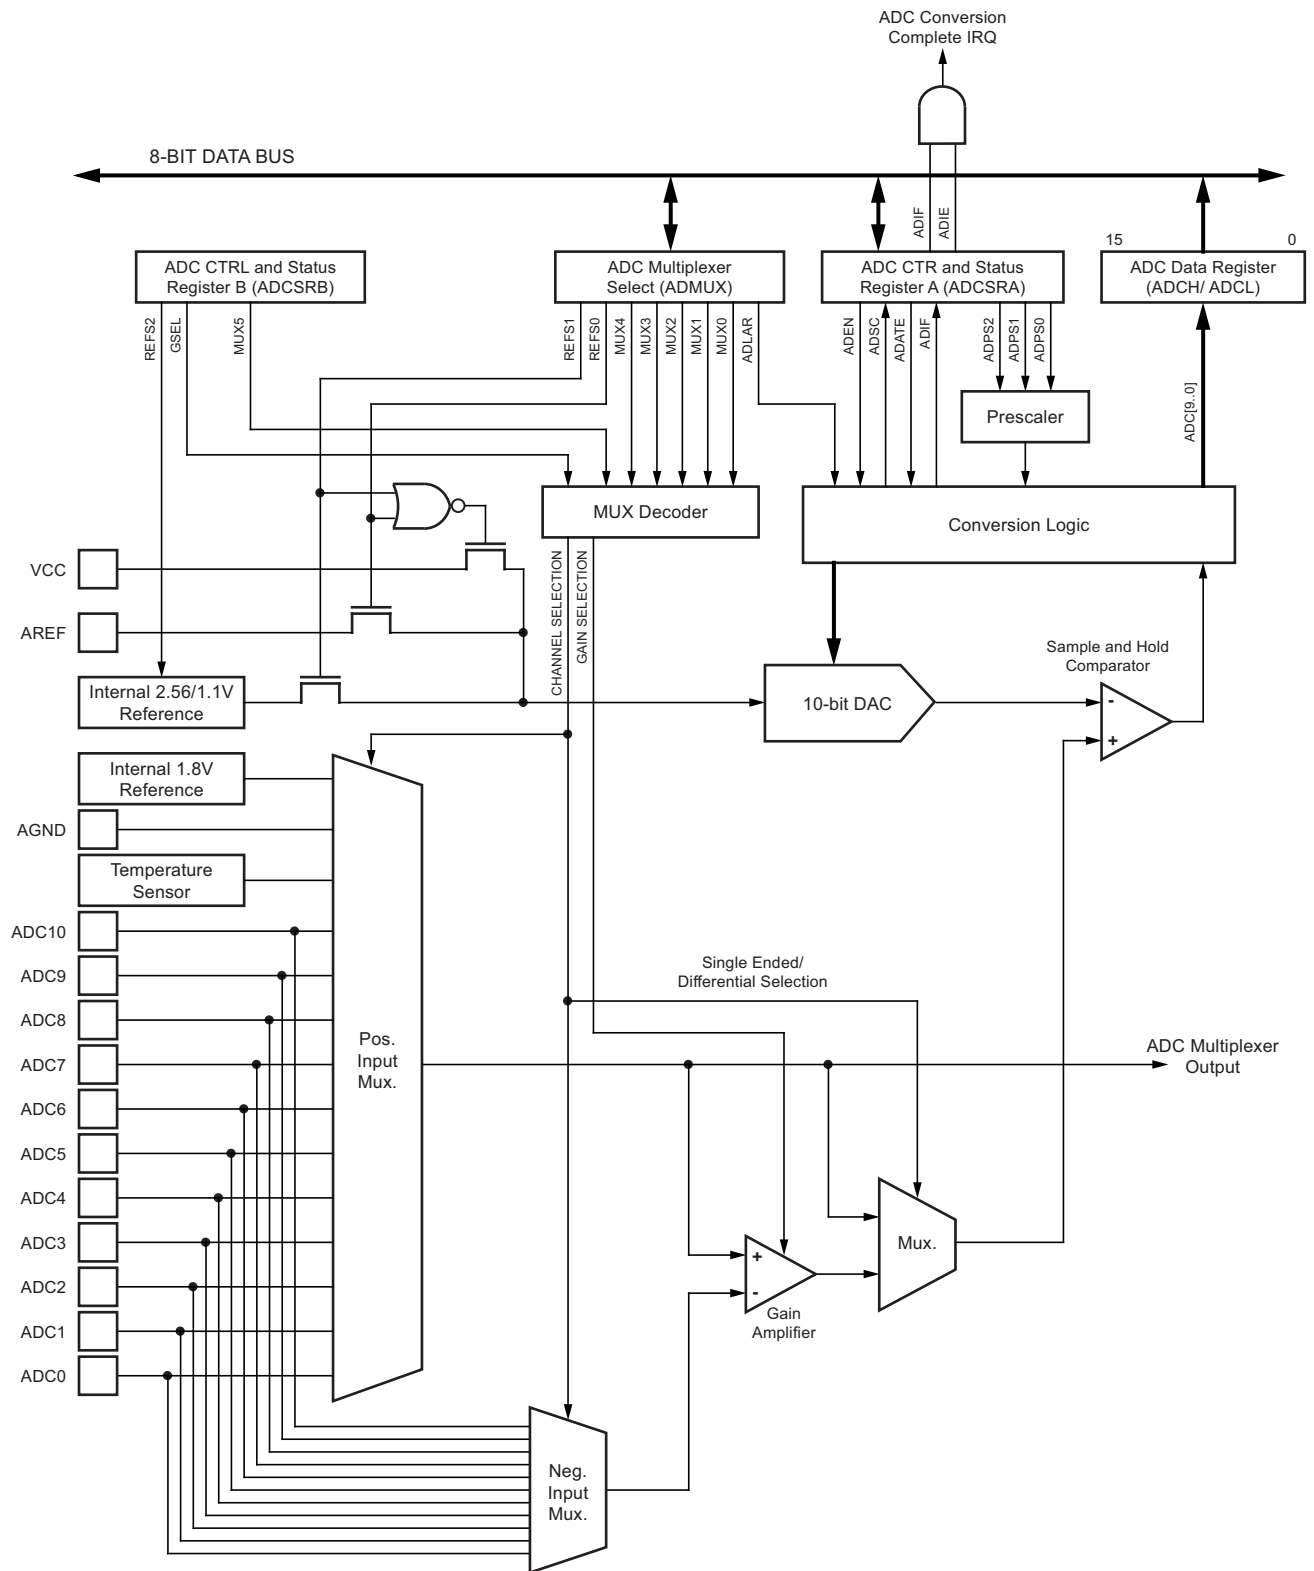 ADC Conversion
Complete IRQ
8-BIT DATA BUS
ADIF
ADIE
15
0
ADC CTRL and Status
Register B (ADCSRB)
ADC Multiplexer
Select (ADMUX)
ADC CTR and Status
Register A (ADCSRA)
ADC Data Register
(ADCH/ ADCL)
REFS2
GSEL
MUX5
REFS1
REFS0
MUX4
MUX3
MUX2
MUX1
MUX0
ADLAR
ADEN
ADSC
ADATE
ADIF
ADPS2
ADPS1
ADPS0
ADC[9..0]
Prescaler
MUX Decoder
Conversion Logic
VCC
AREF
CHANNEL SELECTION
GAIN SELECTION
Internal 2.56/1.1V
Reference
10-bit DAC
Sample and Hold
Comparator
-
+
Internal 1.8V
Reference
AGND
Temperature
Sensor
ADC10
ADC9
ADC8
ADC7
ADC6
ADC5
ADC4
ADC3
ADC2
ADC1
ADC0
Pos.
Input
Mux.
Single Ended/
Differential Selection
ADC Multiplexer
Output
Mux.
+
-
Gain
Amplifier
Neg.
Input
Mux.